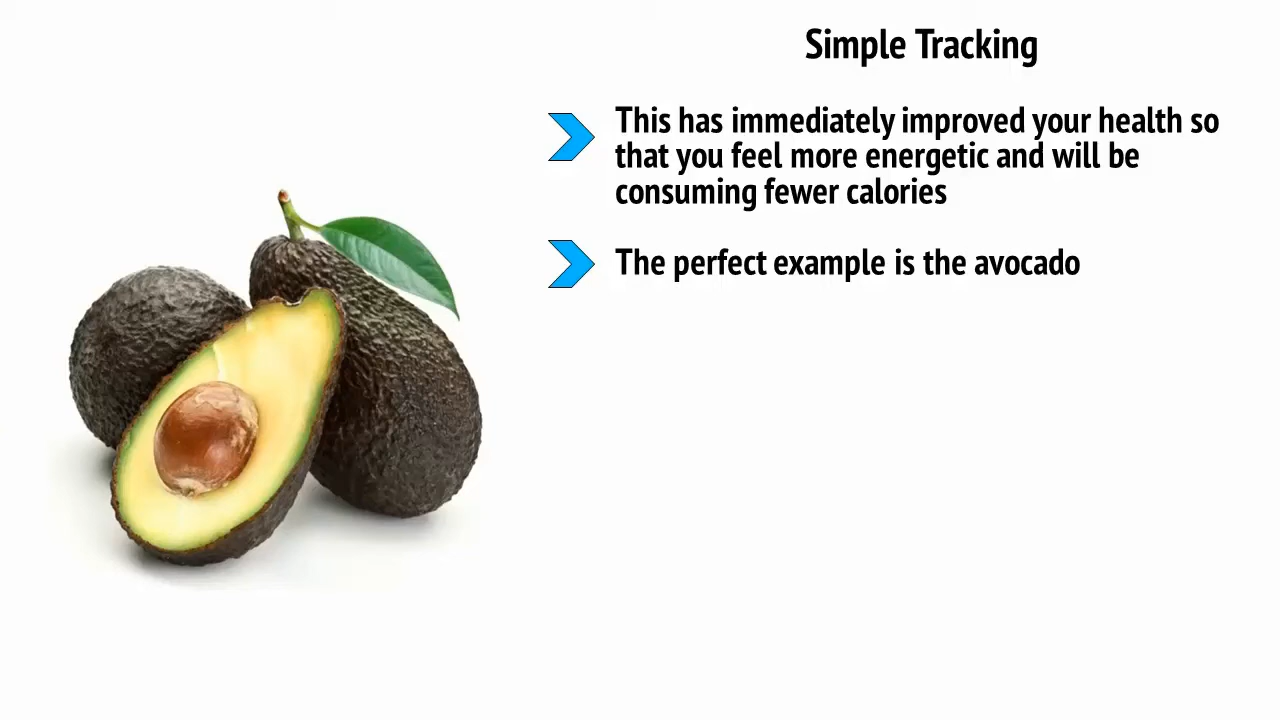 Simple Tracking
This has immediately improved your health so
that you feel more energetic and will be
consuming fewer calories
The perfect example is the avocado